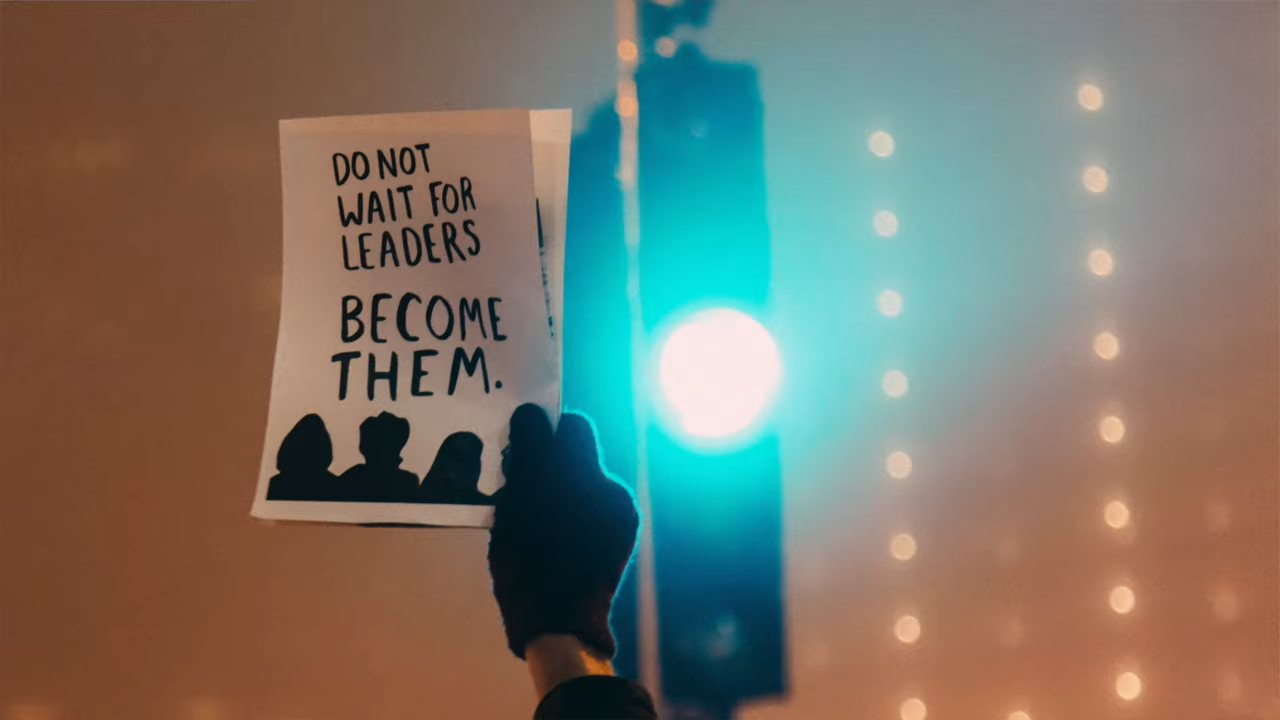 DO NOT
WAIT FOR
LEADERS
BECOME
THEM.